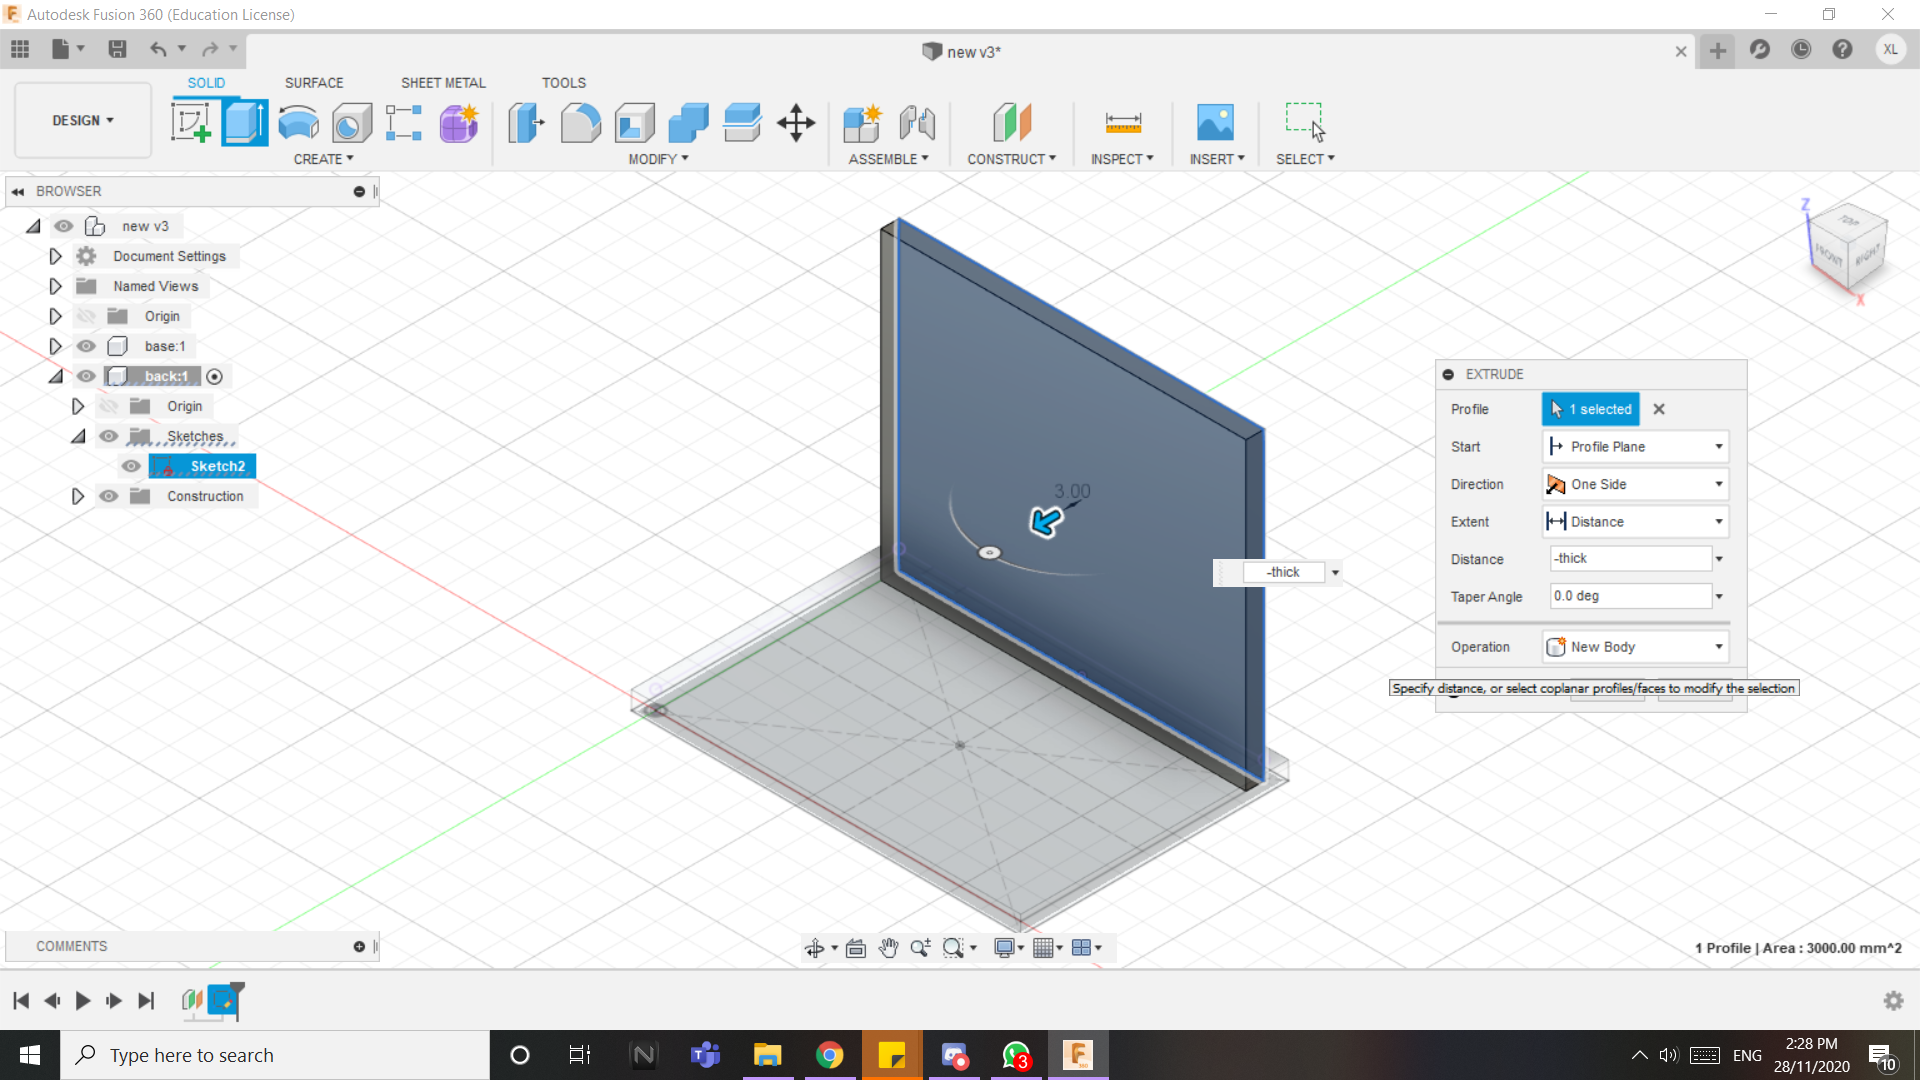 Autodesk Fusion 360 (Education License)
new v3*
XL
SOLID
SURFACE
SHEET METAL
TOOLS
DESIGN
CREATE
MODIFY
ASSEMBLE
CONSTRUCT
INSPECT
INSERT
SELECT
BROWSER
new v3
Document Settings
Named Views
Origin
base:1
back:1
Origin
Sketches
Sketch2
Construction
3.00
-thick
Z
TOP
FRONT
RIGHT
X
EXTRUDE
Profile
1 selected
Start
Profile Plane
Direction
One Side
Extent
Distance
Distance
-thick
Taper Angle
0.0 deg
Operation
New Body
Specify distance, or select coplanar profiles/faces to modify the selection
COMMENTS
1 Profile | Area : 3000.00 mm^2
Type here to search
N
T
3
F
360
ENG
2:28 PM
28/11/2020
10